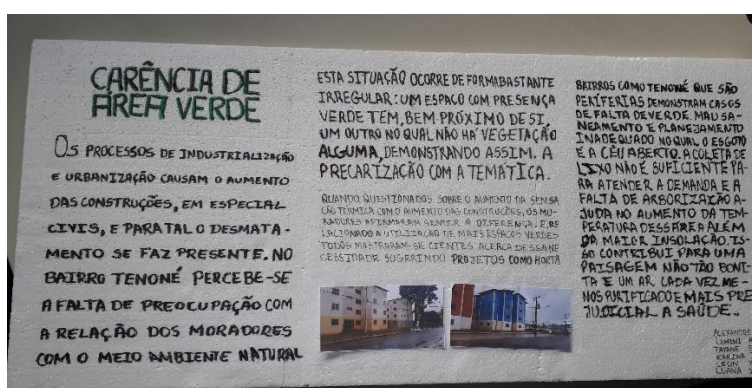 CARÊNCIA DE
ÁREA VERDE
OS PROCESSOS DE INDUSTRIALIZAÇÃO
E URBANIZAÇÃO CAUSAM O AUMENTO
DAS CONSTRUÇÕES, EM ESPECIAL
CIVIS, E PARA TAL O DESMATA-
MENTO SE FAZ PRESENTE. NO
BAIRRO TENONÉ PERCEBE-SE
A FALTA DE PREOCUPAÇÃO COM
A RELAÇÃO DOS MORADORES
COM O MEIO AMBIENTE NATURAL
ESTA SITUAÇÃO OCORRE DE FORMA BASTANTE
IRREGULAR: UM ESPAÇO COM PRESENÇA
VERDE TEM, BEM PRÓXIMO DE SI,
UM OUTRO NO QUAL NÃO HÁ VEGETAÇÃO
ALGUMA, DEMONSTRANDO ASSIM. A
PRECARIZAÇÃO COM A TEMÁTICA.
QUANDO QUESTIONADOS SOBRE O AUMENTO DA SENSA
ÇÃO TÉRMICA COM O AUMENTO DAS CONSTRUÇÕES, OS MO-
RADORES AFIRMARAM SENTIR A DIFERENÇA. E, RE
LACIONADO A UTILIZAÇÃO DE MAIS ESPAÇOS VERDES
TODOS MOSTRARAM-SE CIENTES ACERCA DESSA NE
CESSIDADE SUGERINDO PROJETOS COMO HORTA
BAIRROS COMO TENONÉ QUE SÃO
PERIFERIAS DEMONSTRAM CASOS
DE FALTA DE VERDE. MAU SA-
NEAMENTO E PLANEJAMENTO
INADEQUADO NO QUAL O ESGOTO
E A CÉU ABERTO. A COLETA DE
LIXO NÃO É SUFICIENTE PA-
RA ATENDER A DEMANDA E A
FALTA DE ARBORIZAÇÃO A-
JUDA NO AUMENTO DA TEM-
PERATURA DESSA ÁREA ALÉM
DA MAIOR INSOLAÇÃO. IS-
SO CONTRIBUI PARA UMA
PAISAGEM NÃO TÃO BONI-
TA E UM AR CADA VEZ ME-
NOS PURIFICADO E MAIS PRE
JUDICIAL A SAÚDE..
ALEXANDRE
TAYANE
KARINA
LUANA